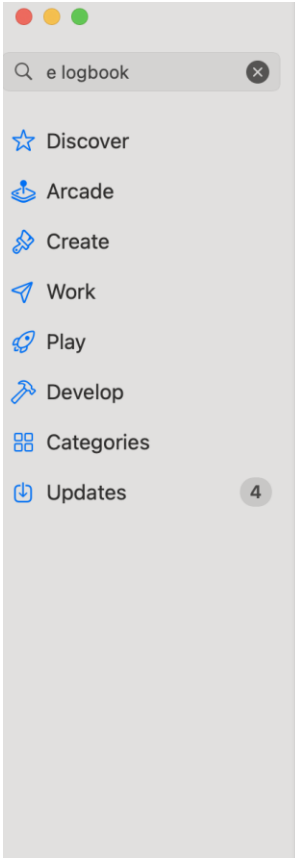 e logbook
Discover
Arcade
Create
Work
Play
Develop
Categories
Updates 4